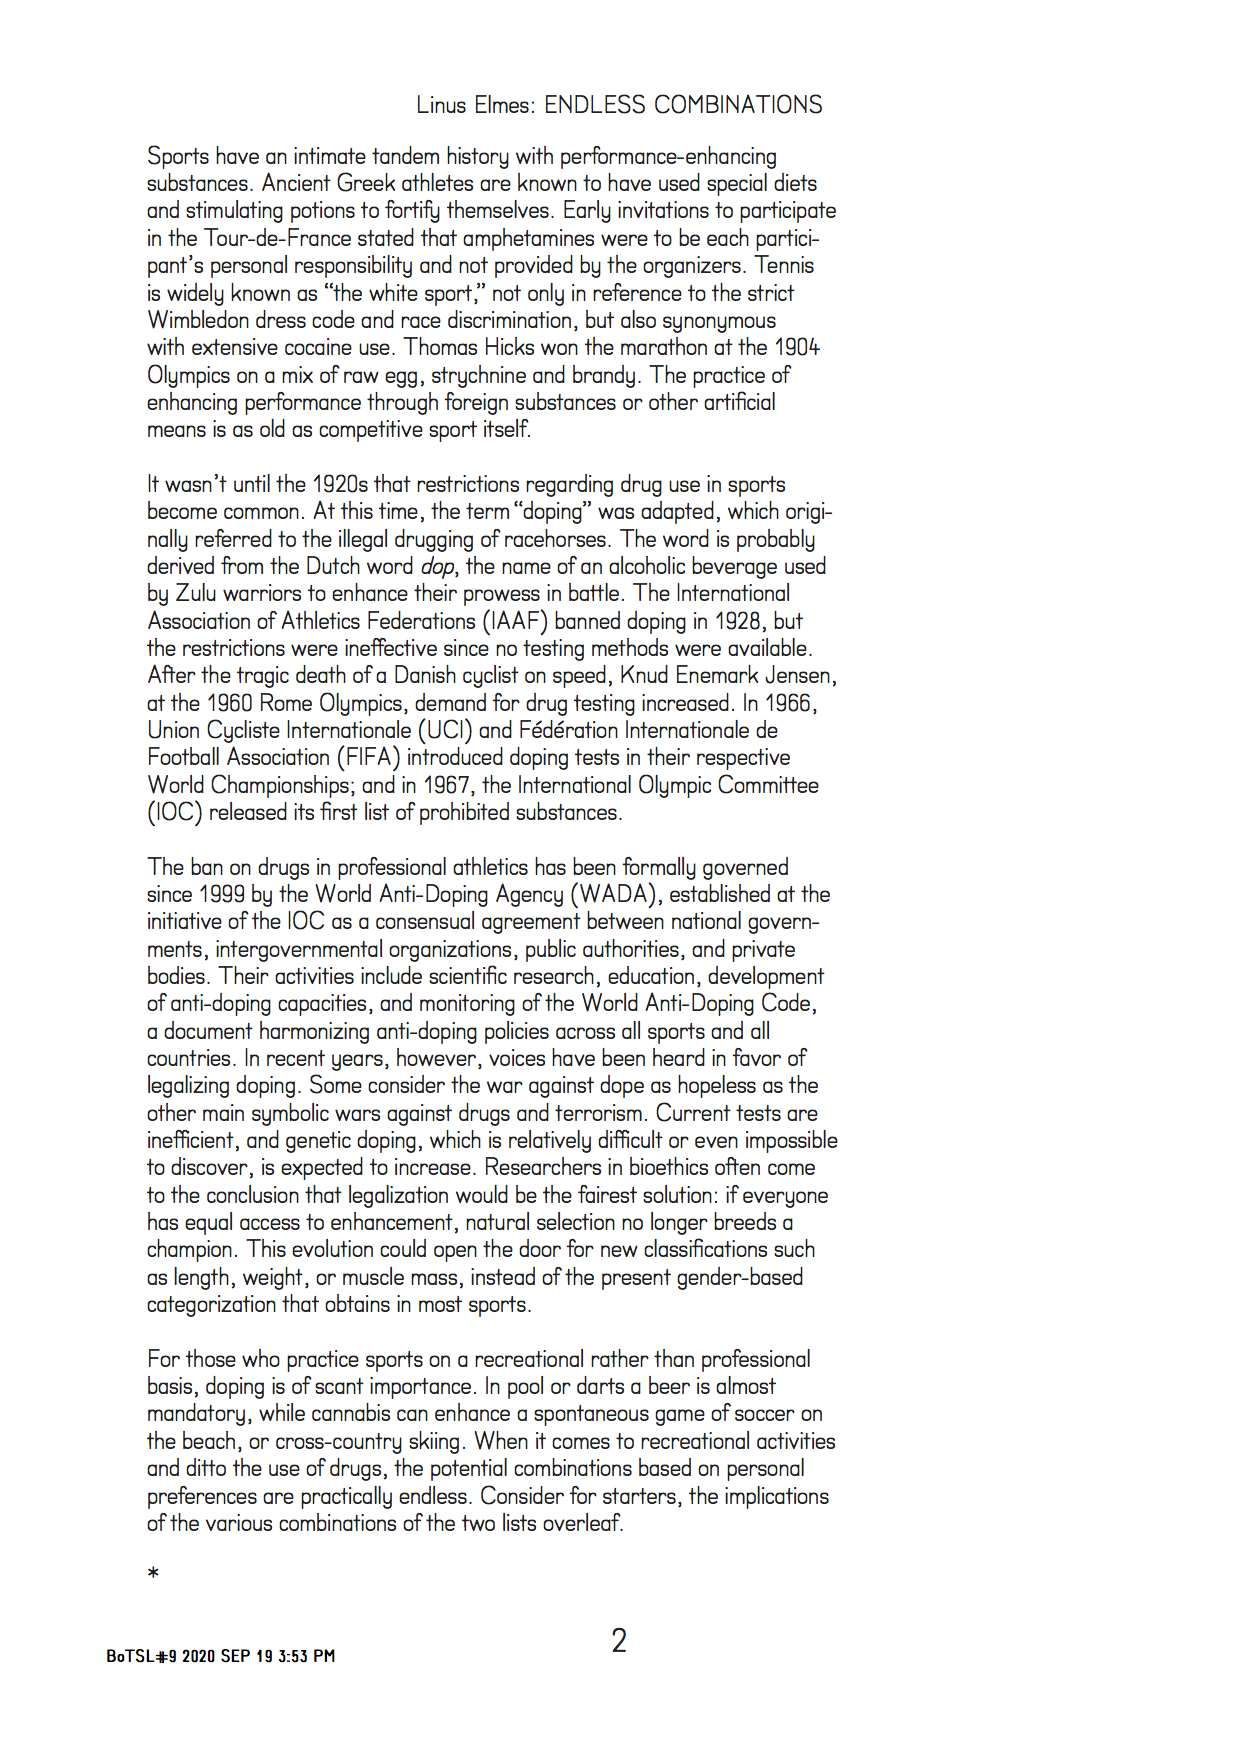 Linus Elmes: ENDLESS COMBINATIONS
Sports have an intimate tandem history with performance-enhancing
substances. Ancient Greek athletes are known to have used special diets
and stimulating potions to fortify themselves. Early invitations to participate
in the Tour-de-France stated that amphetamines were to be each partici-
pant’s personal responsibility and not provided by the organizers. Tennis
is widely known as “the white sport,” not only in reference to the strict
Wimbledon dress code and race discrimination, but also synonymous
with extensive cocaine use. Thomas Hicks won the marathon at the 1904
Olympics on a mix of raw egg, strychnine and brandy. The practice of
enhancing performance through foreign substances or other artificial
means is as old as competitive sport itself.
It wasn’t until the 1920s that restrictions regarding drug use in sports
become common. At this time, the term “doping” was adapted, which origi-
nally referred to the illegal drugging of racehorses. The word is probably
derived from the Dutch word dop, the name of an alcoholic beverage used
by Zulu warriors to enhance their prowess in battle. The International
Association of Athletics Federations (IAAF) banned doping in 1928, but
the restrictions were ineffective since no testing methods were available.
After the tragic death of a Danish cyclist on speed, Knud Enemark Jensen,
at the 1960 Rome Olympics, demand for drug testing increased. In 1966,
Union Cycliste Internationale (UCI) and Fédération Internationale de
Football Association (FIFA) introduced doping tests in their respective
World Championships; and in 1967, the International Olympic Committee
(IOC) released its first list of prohibited substances.
The ban on drugs in professional athletics has been formally governed
since 1999 by the World Anti-Doping Agency (WADA), established at the
initiative of the IOC as a consensual agreement between national govern-
ments, intergovernmental organizations, public authorities, and private
bodies. Their activities include scientific research, education, development
of anti-doping capacities, and monitoring of the World Anti-Doping Code,
a document harmonizing anti-doping policies across all sports and all
countries. In recent years, however, voices have been heard in favor of
legalizing doping. Some consider the war against dope as hopeless as the
other main symbolic wars against drugs and terrorism. Current tests are
inefficient, and genetic doping, which is relatively difficult or even impossible
to discover, is expected to increase. Researchers in bioethics often come
to the conclusion that legalization would be the fairest solution: if everyone
has equal access to enhancement, natural selection no longer breeds a
champion. This evolution could open the door for new classifications such
as length, weight, or muscle mass, instead of the present gender-based
categorization that obtains in most sports.
For those who practice sports on a recreational rather than professional
basis, doping is of scant importance. In pool or darts a beer is almost
mandatory, while cannabis can enhance a spontaneous game of soccer on
the beach, or cross-country skiing. When it comes to recreational activities
and ditto the use of drugs, the potential combinations based on personal
preferences are practically endless. Consider for starters, the implications
of the various combinations of the two lists overleaf.
*
2
BoTSL#9 2020 SEP 19 3:53 PM